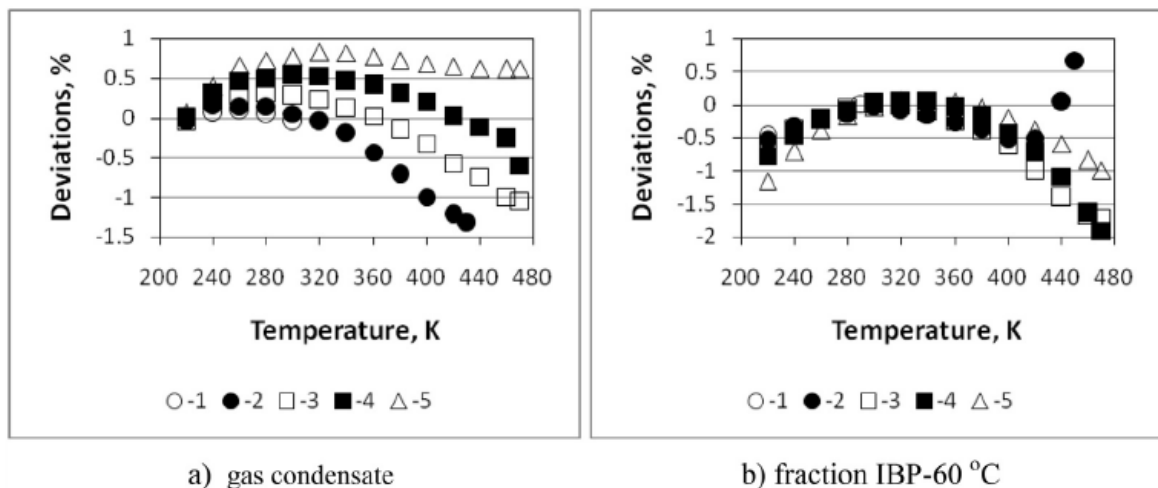 1
0.5
0
-0.5
-1
-1.5
Deviations, %
200 240 280 320 360 400 440 480
Temperature, K
-1 -2 -3 -4 -5
a) gas condensate
1
0.5
0
-0.5
-1
-1.5
-2
Deviations, %
200 240 280 320 360 400 440 480
Temperature, K
-1 -2 -3 -4 -5
b) fraction IBP-60 °C